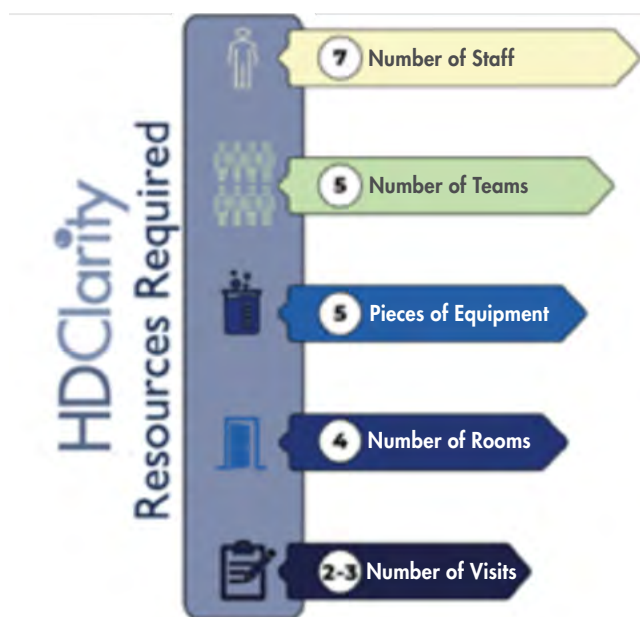 HDClarity
Resources Required
7 Number of Staff
5 Number of Teams
5 Pieces of Equipment
4 Number of Rooms
2-3 Number of Visits